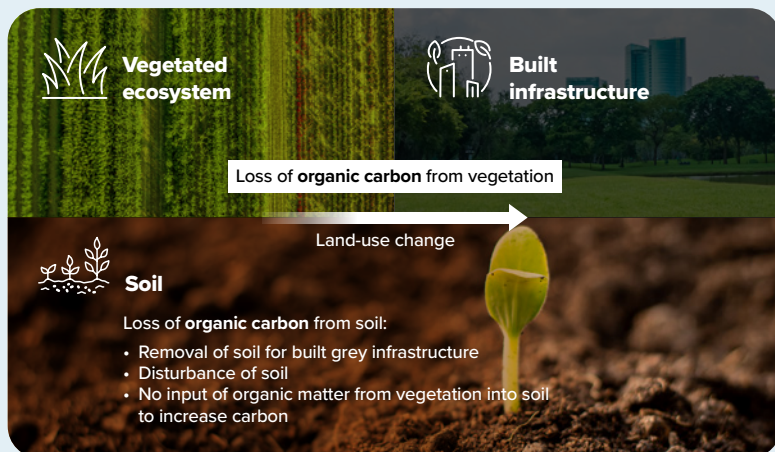 Vegetated
ecosystem
Built
infrastructure
Loss of organic carbon from vegetation
Land-use change
Soil
Loss of organic carbon from soil:
• Removal of soil for built grey infrastructure
• Disturbance of soil
• No input of organic matter from vegetation into soil
to increase carbon